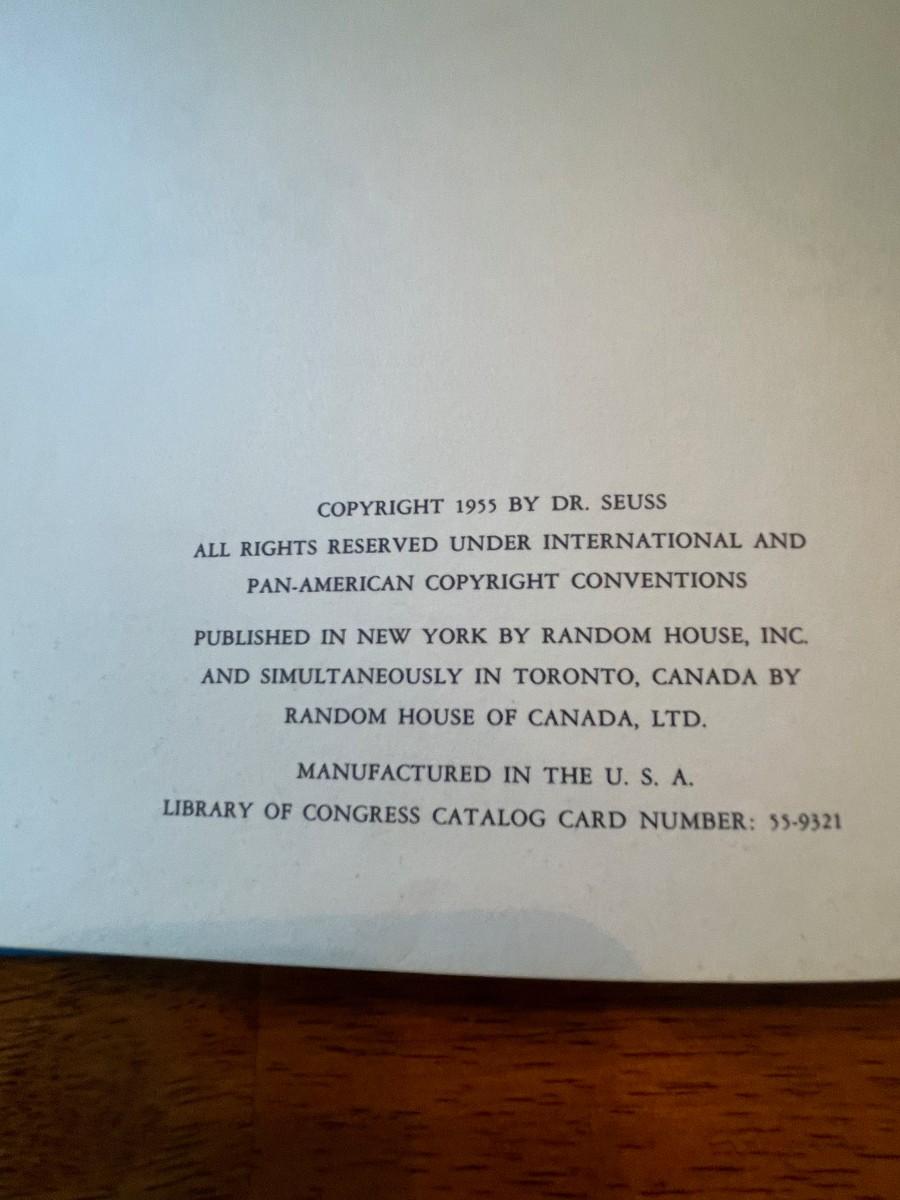 COPYRIGHT 1955 BY DR. SEUSS
ALL RIGHTS RESERVED UNDER INTERNATIONAL AND
PAN-AMERICAN COPYRIGHT CONVENTIONS
PUBLISHED IN NEW YORK BY RANDOM HOUSE, INC.
AND SIMULTANEOUSLY IN TORONTO, CANADA BY
RANDOM HOUSE OF CANADA, LTD.
MANUFACTURED IN THE U. S. A.
LIBRARY OF CONGRESS CATALOG CARD NUMBER: 55-9321